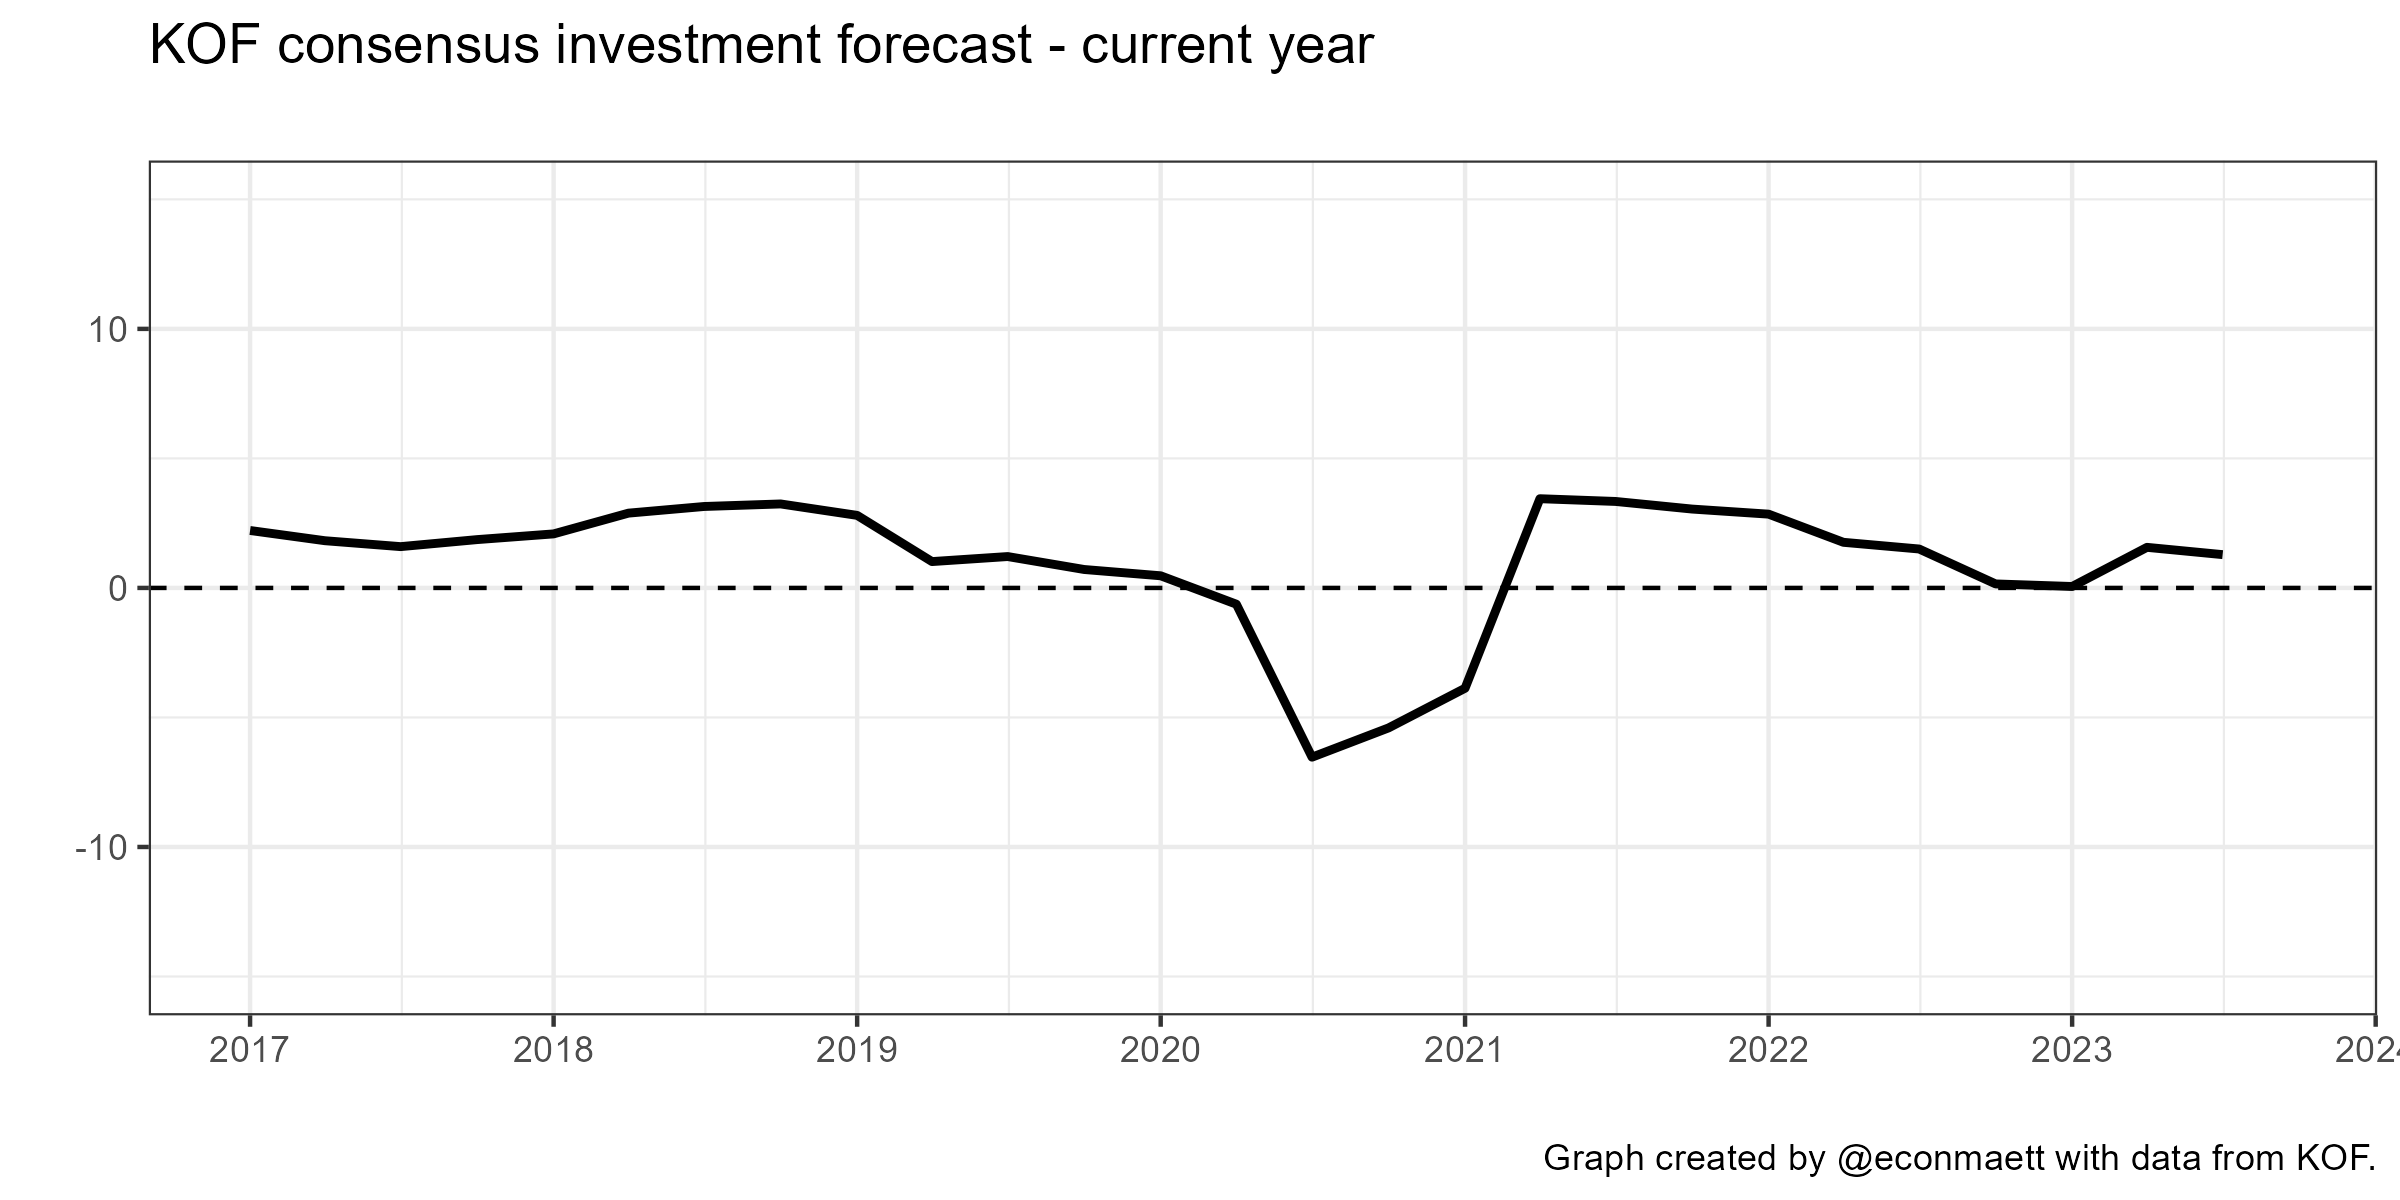 KOF consensus investment forecast - current year
10
0
-10
2017 2018 2019 2020 2021 2022 2023
Graph created by @econmaett with data from KOF.